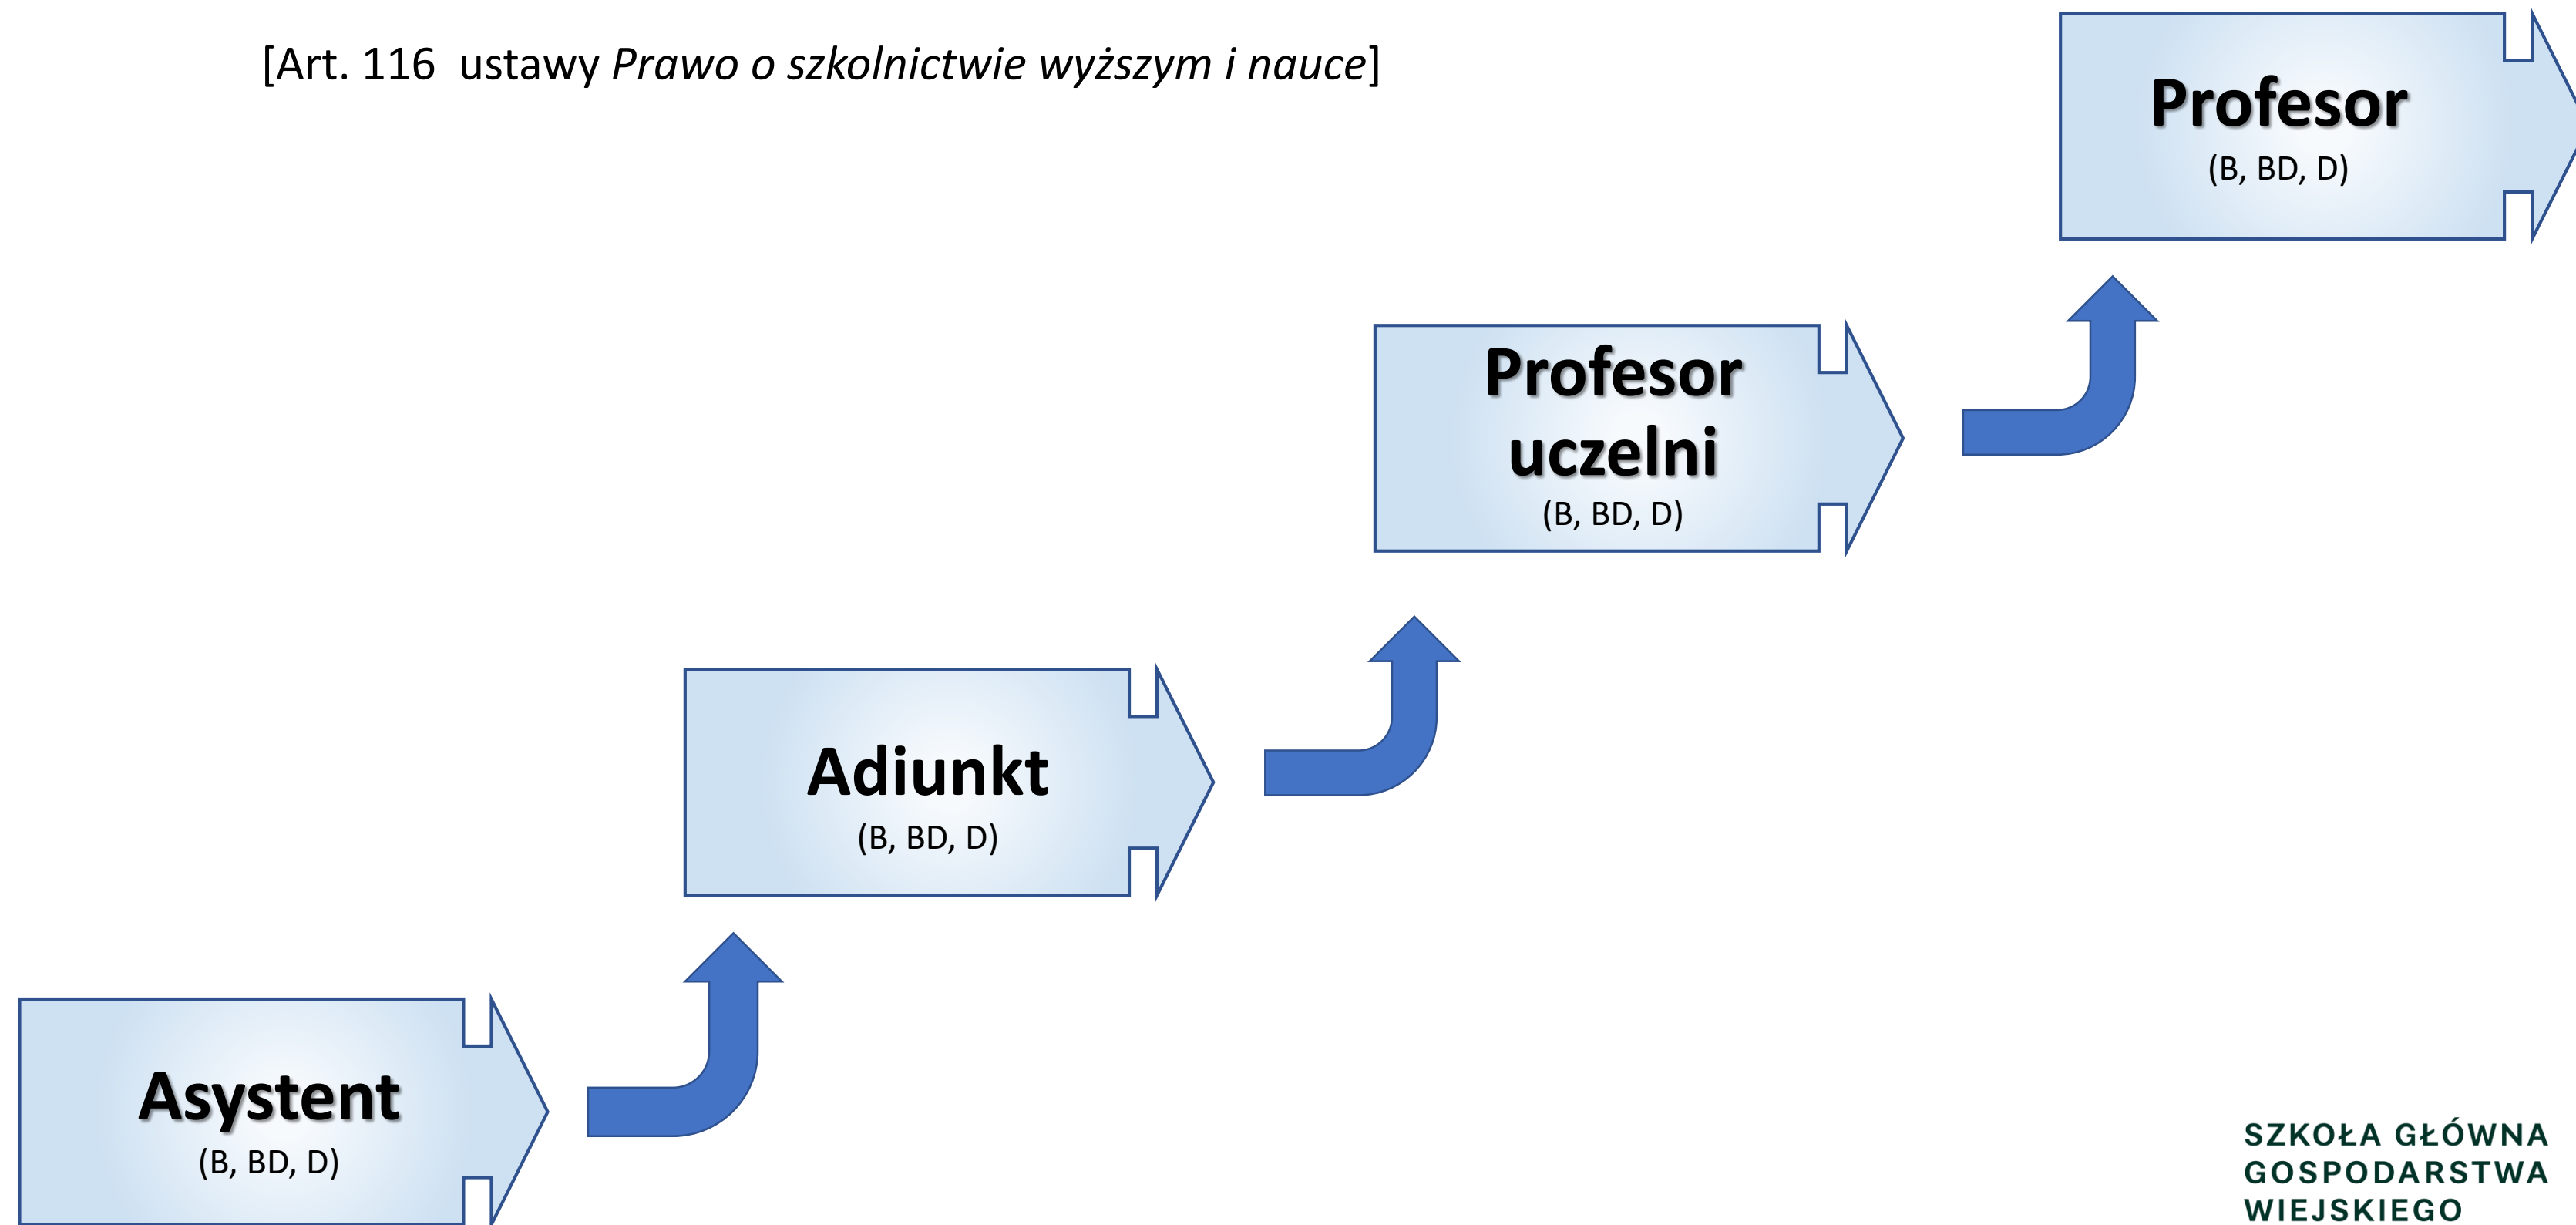 [Art. 116 ustawy Prawo o szkolnictwie wyższym i nauce]
Profesor
(B, BD, D)
Profesor
uczelni
(B, BD, D)
Adiunkt
(B, BD, D)
Asystent
(B, BD, D)
SZKOŁA GŁÓWNA
GOSPODARSTWA
WIEJSKIEGO